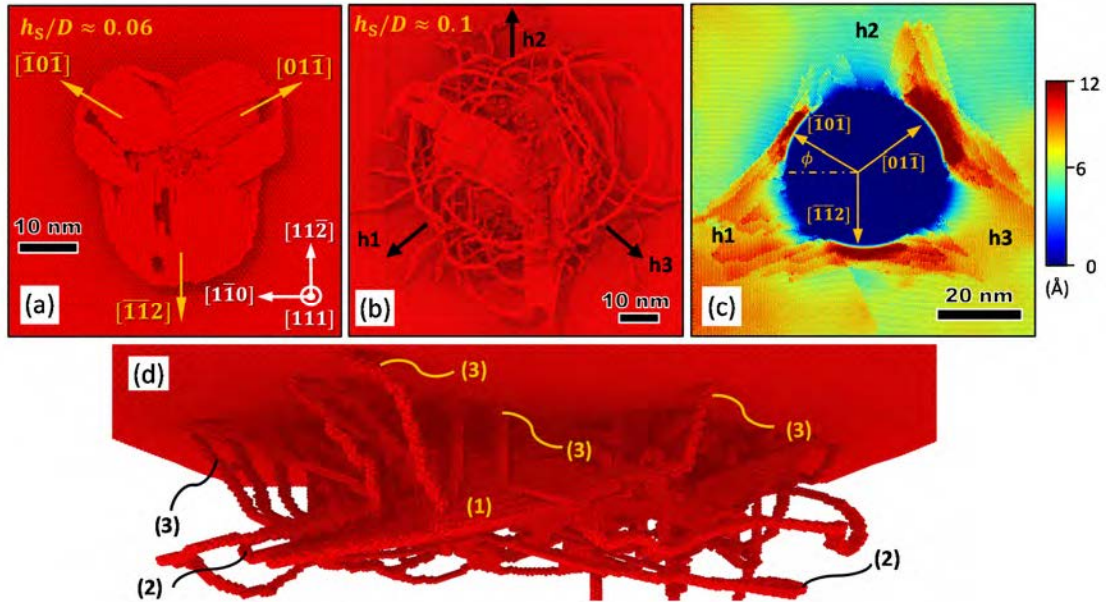 h_S/D ≈ 0.06
[1̅01̅]
[011̅]
10 nm
[112̅]
[11̅0]
[111]
[1̅1̅2]
(a)
h_S/D ≈ 0.1
h2
h1
h3
(b)
10 nm
(c)
h2
[1̅01̅]
[011̅]
ϕ
[1̅1̅2]
h1
h3
20 nm
12
6
0
(Å)
(d)
(3)
(3)
(3)
(3)
(1)
(2)
(2)